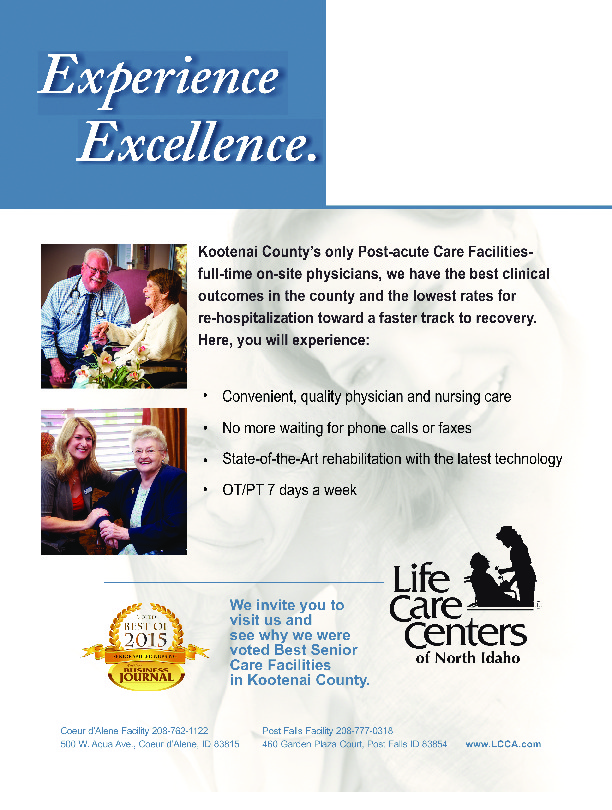 Experience
Excellence.
Kootenai County's only Post-acute Care Facilities-
full-time on-site physicians, we have the best clinical
outcomes in the county and the lowest rates for
re-hospitalization toward a faster track to recovery.
Here, you will experience:
• Convenient, quality physician and nursing care
• No more waiting for phone calls or faxes
• State-of-the-Art rehabilitation with the latest technology
• OT/PT 7 days a week
Life
Care
Centers
of North Idaho
We invite you to
visit us and
see why we were
voted Best Senior
Care Facilities
in Kootenai County.
BEST OF
2015
BUSINESS
JOURNAL
Coeur d'Alene Facility 208-762-1122
500 W. Aqua Ave., Coeur d'Alene, ID 83815
Post Falls Facility 208-777-0318
460 Garden Plaza Court, Post Falls ID 83854
www.LCCA.com